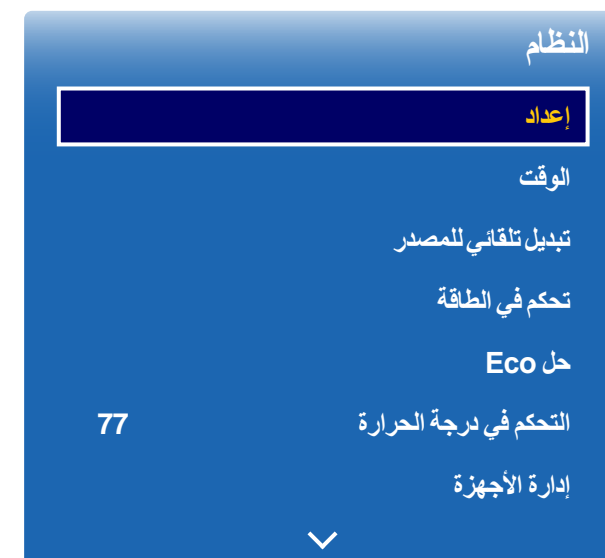 النظام
إعداد
الوقت
تبديل تلقائي للمصدر
تحكم في الطاقة
حل Eco
التحكم في درجة الحرارة 77
إدارة الأجهزة